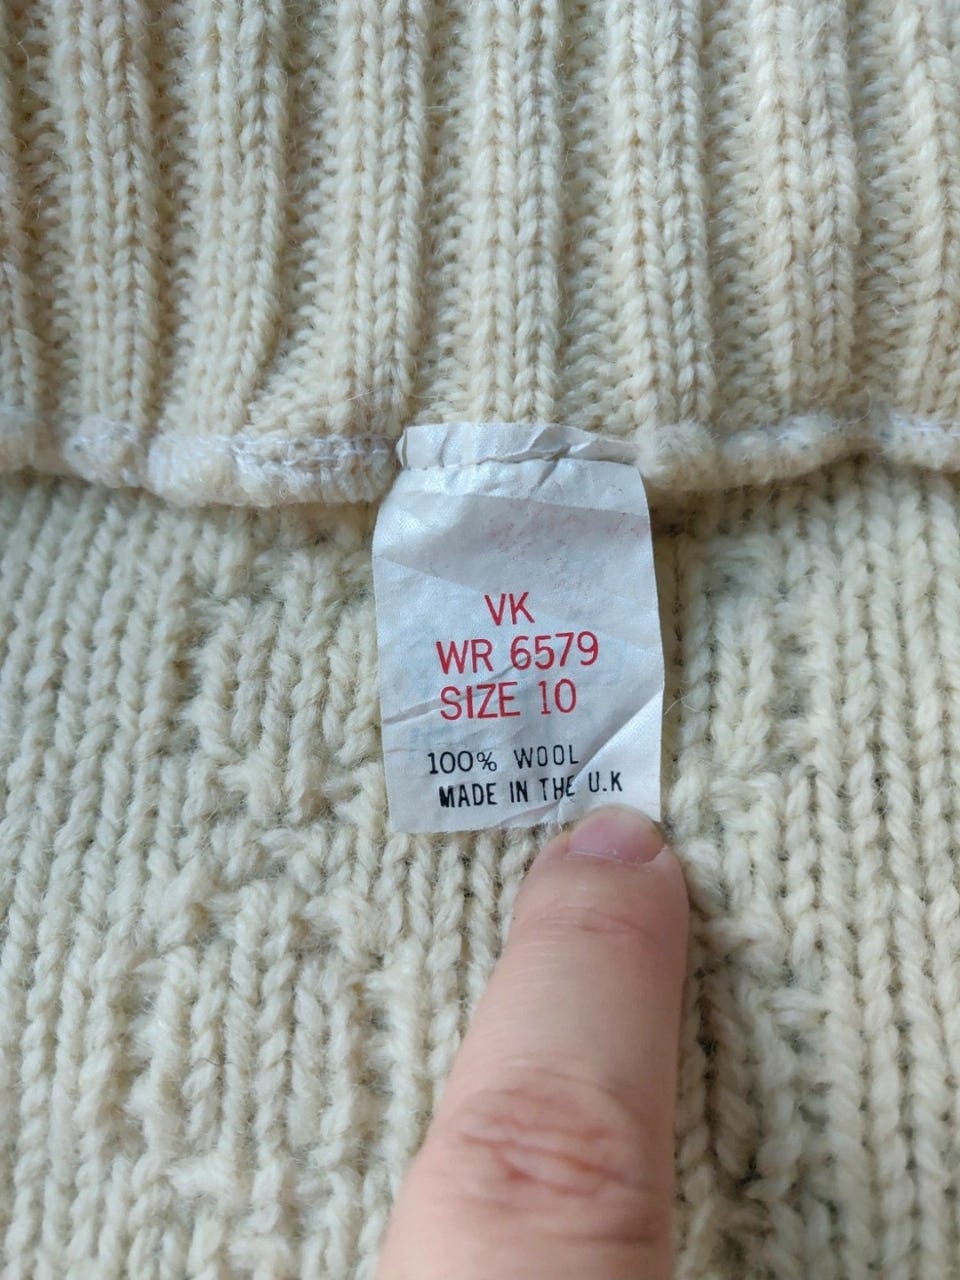 VK
WR 6579
SIZE 10
100% WOOL
MADE IN THE U.K